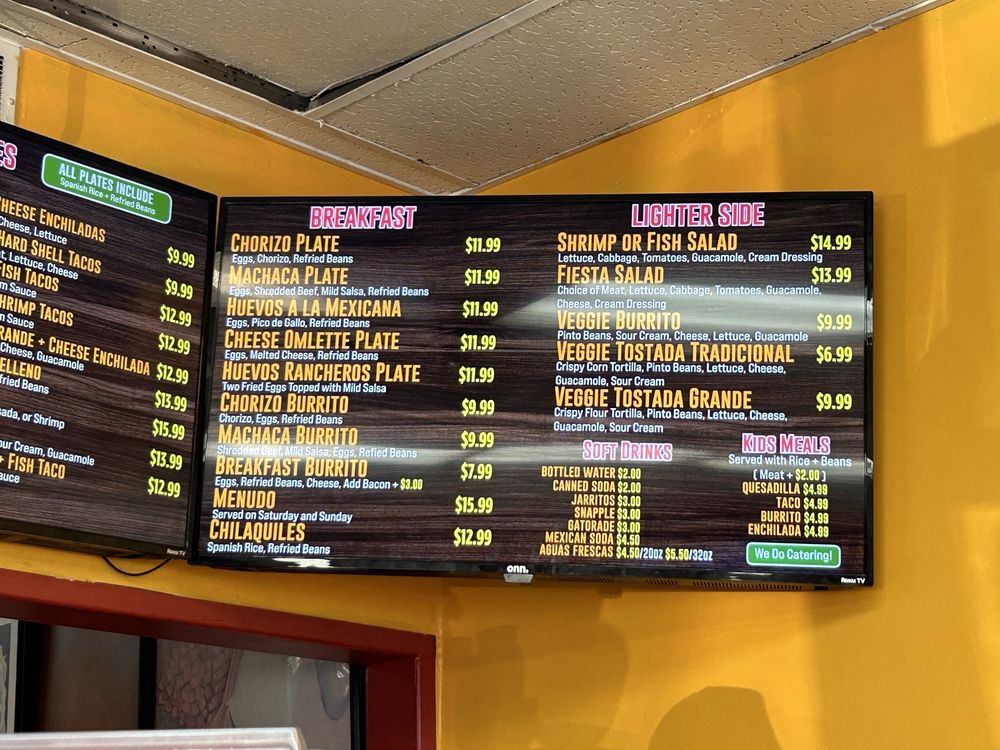 ES
ALL PLATES INCLUDE
Spanish Rice + Refried Beans
HEESE ENCHILADAS
Cheese, Lettuce
$9.99
HARD SHELL TACOS
t, Lettuce, Cheese
$9.99
FISH TACOS
m Sauce
$12.99
HRIMP TACOS
m Sauce
$12.99
RANDE + CHEESE ENCHILADA $12.99
Cheese, Guacamole
ELLENO
fried Beans
$13.99
sada, or Shrimp
$15.99
our Cream, Guacamole
$13.99
+ FISH TACO
auce
$12.99
Roku TV
BREAKFAST
CHORIZO PLATE $11.99
Eggs, Chorizo, Refried Beans
MACHACA PLATE $11.99
Eggs, Shredded Beef, Mild Salsa, Refried Beans
HUEVOS A LA MEXICANA $11.99
Eggs, Pico de Gallo, Refried Beans
CHEESE OMLETTE PLATE $11.99
Eggs, Melted Cheese, Refried Beans
HUEVOS RANCHEROS PLATE $11.99
Two Fried Eggs Topped with Mild Salsa
CHORIZO BURRITO $9.99
Chorizo, Eggs, Refried Beans
MACHACA BURRITO $9.99
Shredded Beef, Mild Salsa, Eggs, Refied Beans
BREAKFAST BURRITO $7.99
Eggs, Refried Beans, Cheese, Add Bacon + $3.00
MENUDO $15.99
Served on Saturday and Sunday
CHILAQUILES $12.99
Spanish Rice, Refried Beans
LIGHTER SIDE
SHRIMP OR FISH SALAD $14.99
Lettuce, Cabbage, Tomatoes, Guacamole, Cream Dressing
FIESTA SALAD $13.99
Choice of Meat, Lettuce, Cabbage, Tomatoes, Guacamole,
Cheese, Cream Dressing
VEGGIE BURRITO $9.99
Pinto Beans, Sour Cream, Cheese, Lettuce, Guacamole
VEGGIE TOSTADA TRADICIONAL $6.99
Crispy Corn Tortilla, Pinto Beans, Lettuce, Cheese,
Guacamole, Sour Cream
VEGGIE TOSTADA GRANDE $9.99
Crispy Flour Tortilla, Pinto Beans, Lettuce, Cheese,
Guacamole, Sour Cream
SOFT DRINKS
BOTTLED WATER $2.00
CANNED SODA $2.00
JARRITOS $3.00
SNAPPLE $3.00
GATORADE $3.00
MEXICAN SODA $4.50
AGUAS FRESCAS $4.50/20oz $5.50/32oz
KIDS MEALS
Served with Rice + Beans
( Meat + $2.00 )
QUESADILLA $4.99
TACO $4.99
BURRITO $4.99
ENCHILADA $4.99
We Do Catering!
onn.
Roku TV